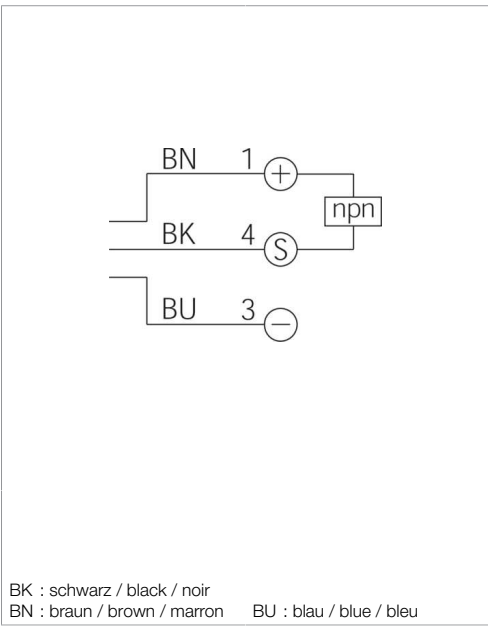 BN 1 +
npn
BK 4 S
BU 3 −
BK : schwarz / black / noir
BN : braun / brown / marron BU : blau / blue / bleu